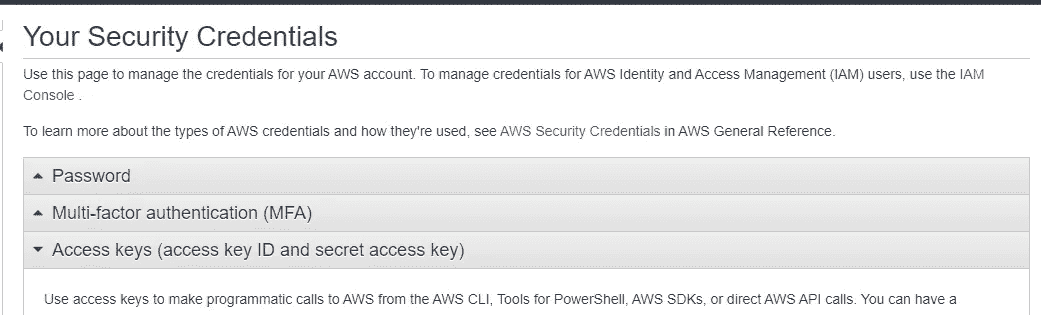 Your Security Credentials
Use this page to manage the credentials for your AWS account. To manage credentials for AWS Identity and Access Management (IAM) users, use the IAM
Console .
To learn more about the types of AWS credentials and how they're used, see AWS Security Credentials in AWS General Reference.
Password
Multi-factor authentication (MFA)
Access keys (access key ID and secret access key)
Use access keys to make programmatic calls to AWS from the AWS CLI, Tools for PowerShell, AWS SDKs, or direct AWS API calls. You can have a